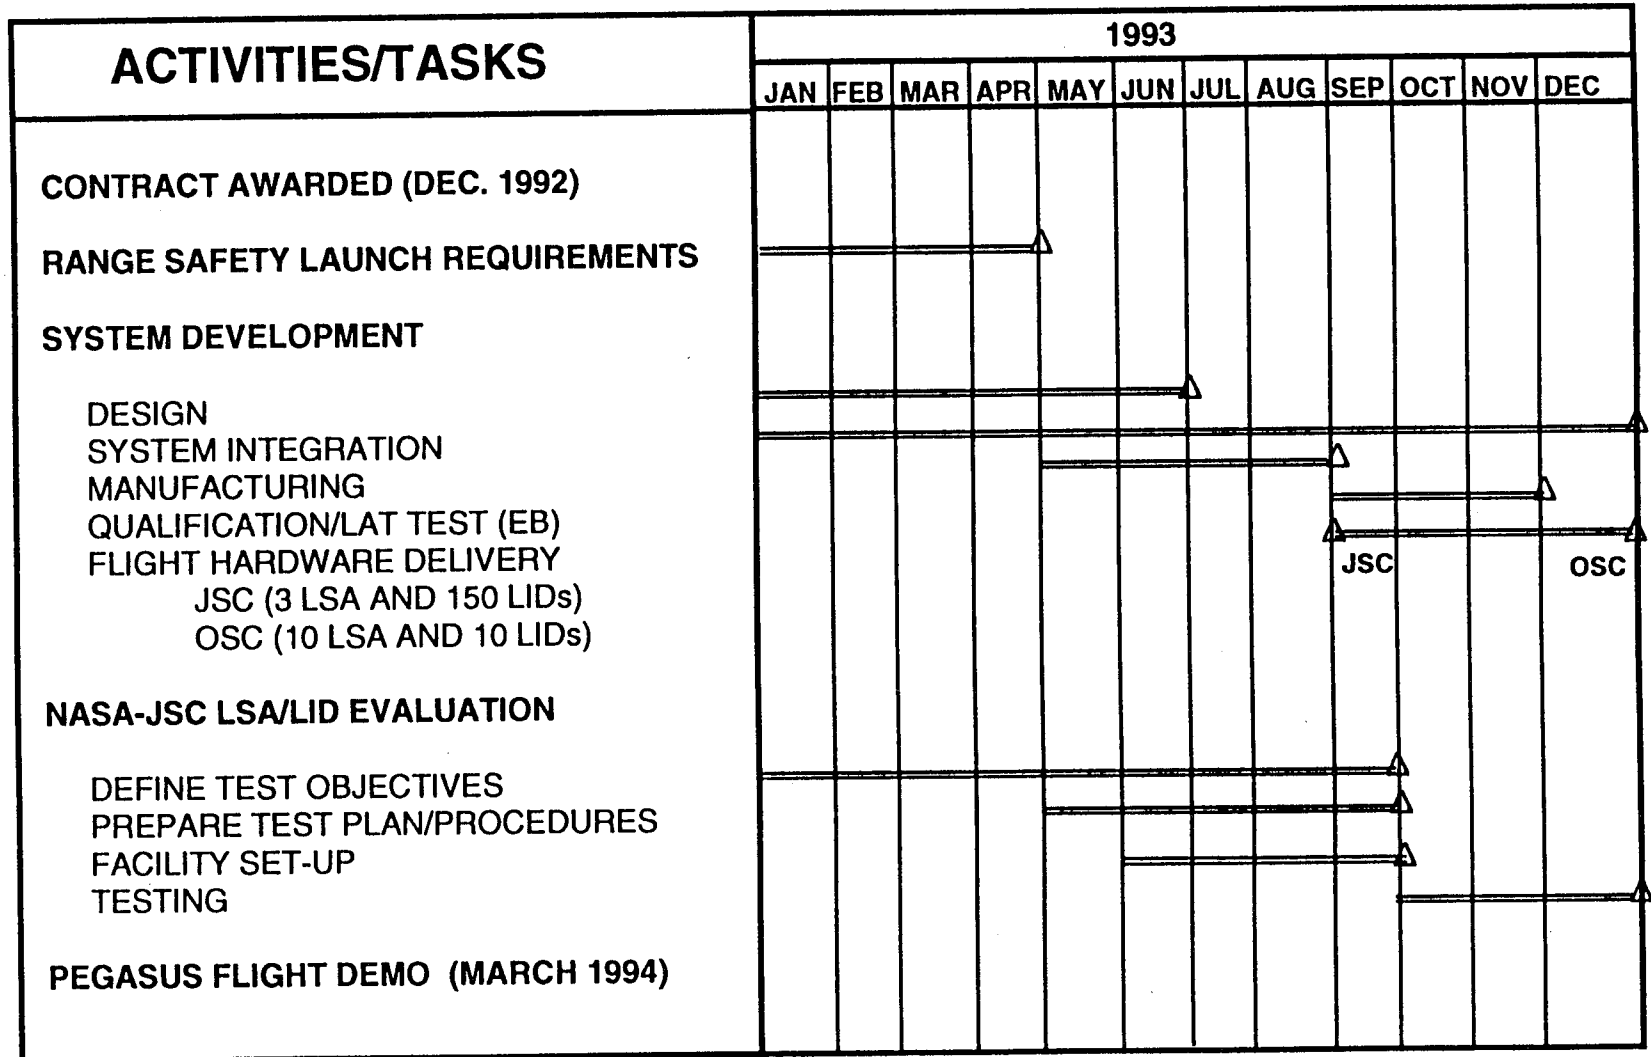 ACTIVITIES/TASKS
1993
JAN FEB MAR APR MAY JUN JUL AUG SEP OCT NOV DEC
CONTRACT AWARDED (DEC. 1992)
RANGE SAFETY LAUNCH REQUIREMENTS
SYSTEM DEVELOPMENT
DESIGN
SYSTEM INTEGRATION
MANUFACTURING
QUALIFICATION/LAT TEST (EB)
FLIGHT HARDWARE DELIVERY
JSC OSC
JSC (3 LSA AND 150 LIDs)
OSC (10 LSA AND 10 LIDs)
NASA-JSC LSA/LID EVALUATION
DEFINE TEST OBJECTIVES
PREPARE TEST PLAN/PROCEDURES
FACILITY SET-UP
TESTING
PEGASUS FLIGHT DEMO (MARCH 1994)